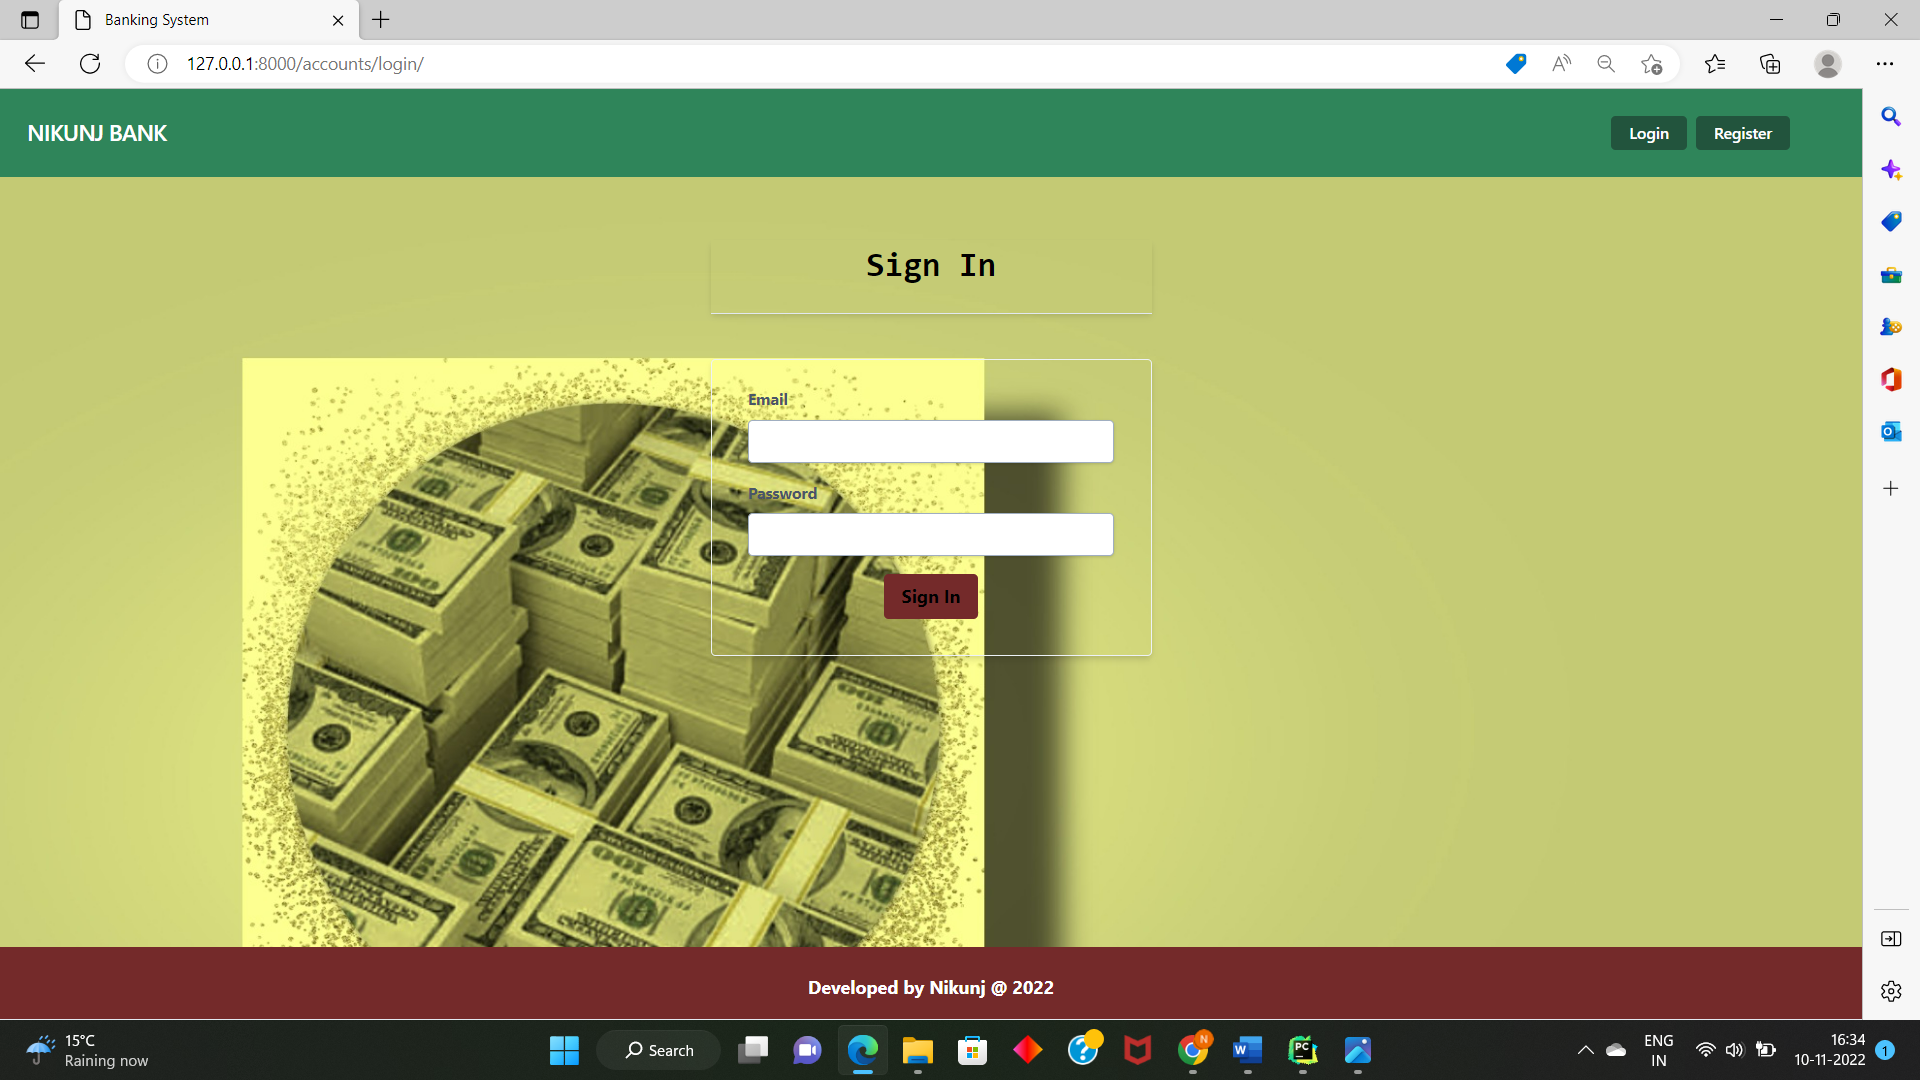 Banking System
127.0.0.1:8000/accounts/login/
NIKUNJ BANK
Login
Register
Sign In
Email
Password
Sign In
Developed by Nikunj @ 2022
15°C
Raining now
Search
ENG
IN
16:34
10-11-2022
1